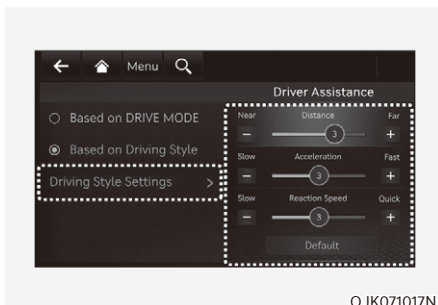 Menu
Driver Assistance
Based on DRIVE MODE
Based on Driving Style
Driving Style Settings >
Near Distance Far
− 3 +
Slow Acceleration Fast
− 3 +
Slow Reaction Speed Quick
− 3 +
Default
OJK071017N